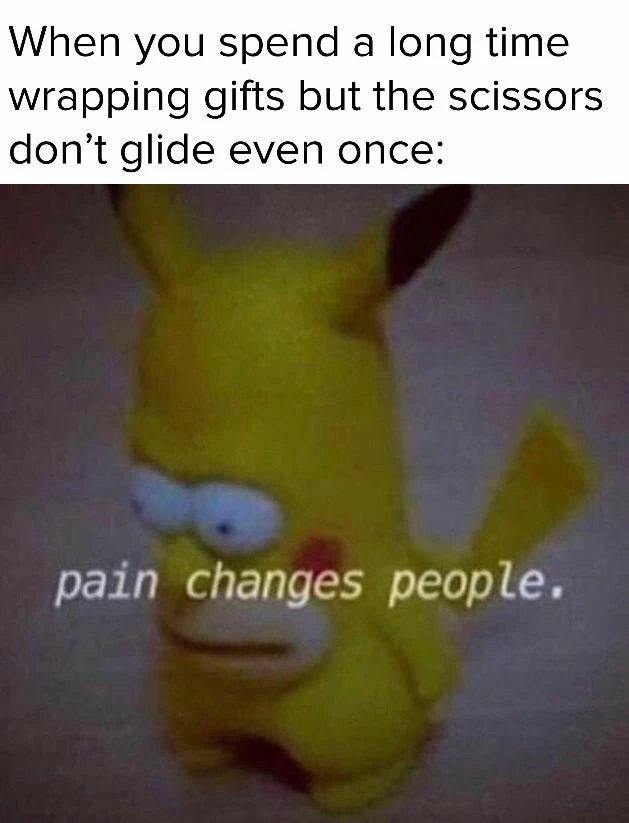 When you spend a long time
wrapping gifts but the scissors
don’t glide even once:
pain changes people.